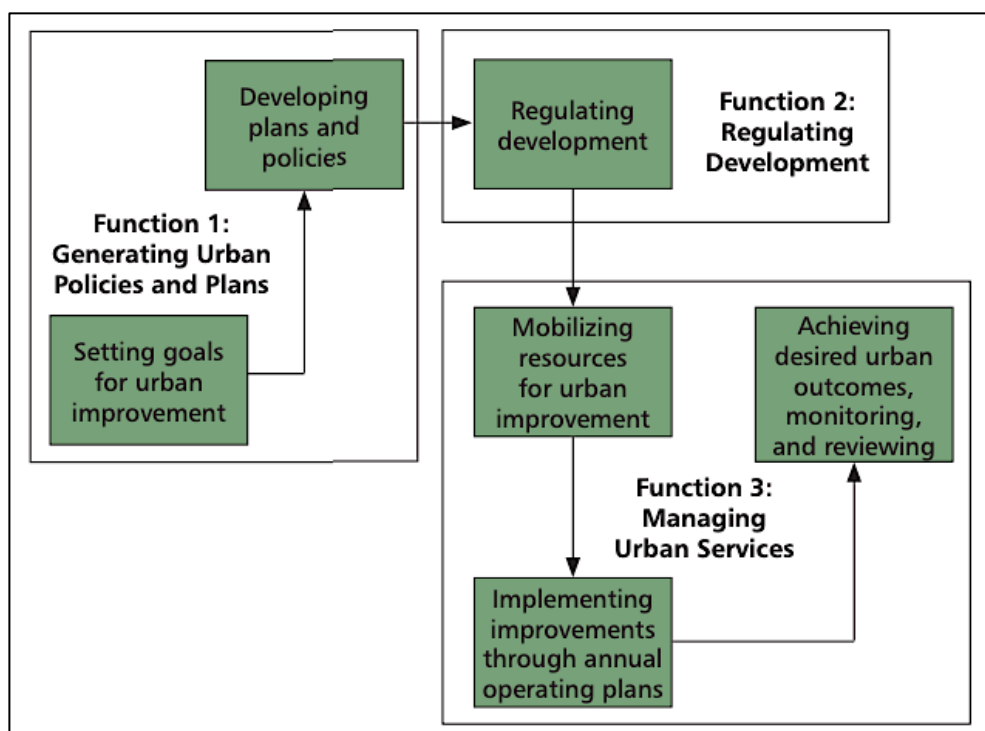 Developing
plans and
policies
Regulating
development
Function 2:
Regulating
Development
Function 1:
Generating Urban
Policies and Plans
Setting goals
for urban
improvement
Mobilizing
resources
for urban
improvement
Achieving
desired urban
outcomes,
monitoring,
and reviewing
Function 3:
Managing
Urban Services
Implementing
improvements
through annual
operating plans